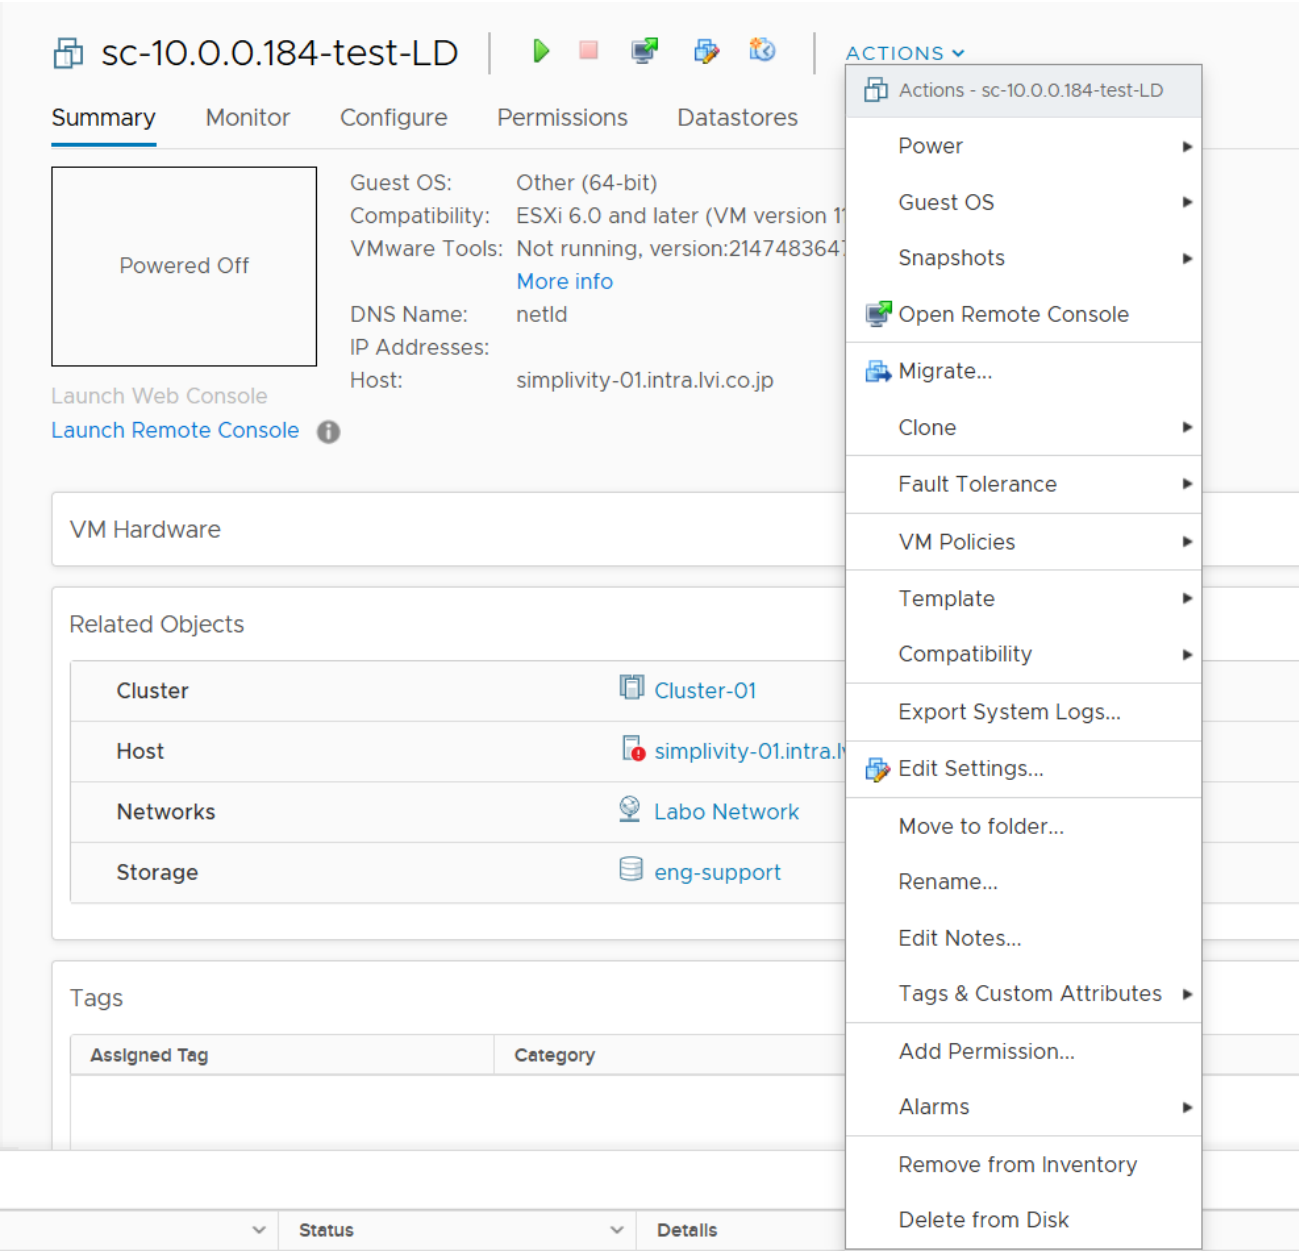 sc-10.0.0.184-test-LD
ACTIONS
Summary Monitor Configure Permissions Datastores
Powered Off
Launch Web Console
Launch Remote Console
Guest OS: Other (64-bit)
Compatibility: ESXi 6.0 and later (VM version 11
VMware Tools: Not running, version:2147483647
More info
DNS Name: netld
IP Addresses:
Host: simplivity-01.intra.lvi.co.jp
VM Hardware
Related Objects
Cluster Cluster-01
Host simplivity-01.intra.lv
Networks Labo Network
Storage eng-support
Tags
Assigned Tag Category
Status Details
Actions - sc-10.0.0.184-test-LD
Power
Guest OS
Snapshots
Open Remote Console
Migrate...
Clone
Fault Tolerance
VM Policies
Template
Compatibility
Export System Logs...
Edit Settings...
Move to folder...
Rename...
Edit Notes...
Tags & Custom Attributes
Add Permission...
Alarms
Remove from Inventory
Delete from Disk